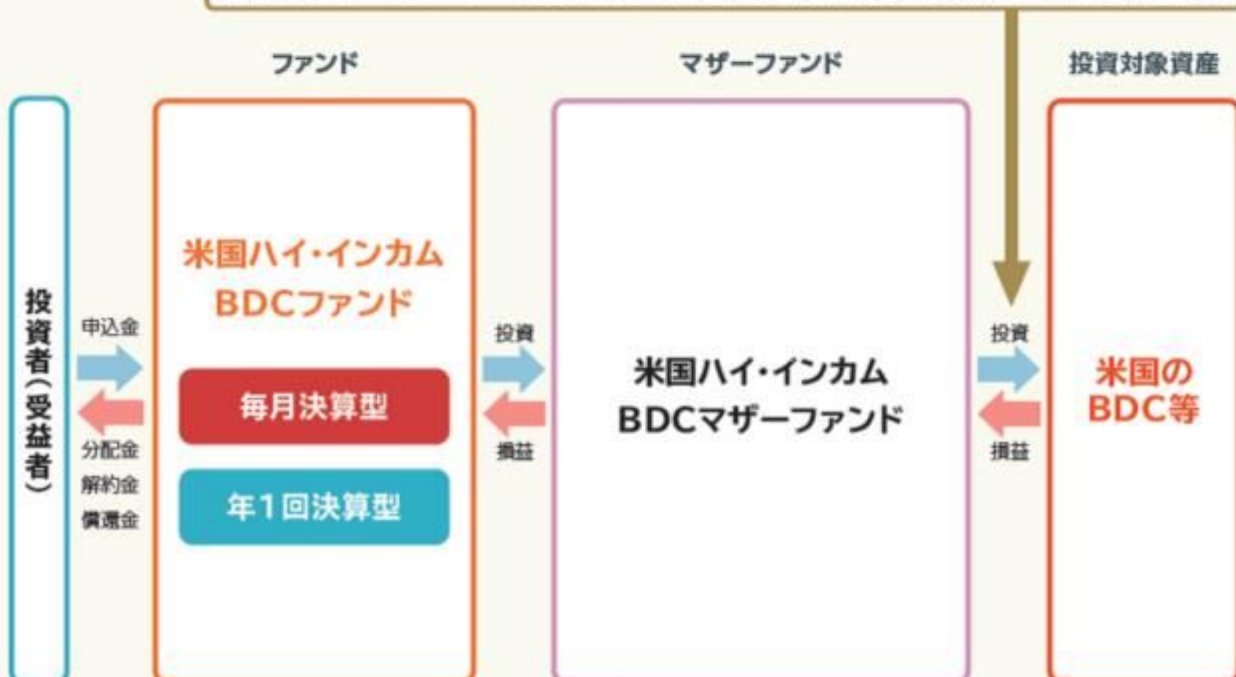 ファンド
マザーファンド
投資対象資産
投資者(受益者)
申込金
分配金
解約金
償還金
米国ハイ・インカム
BDCファンド
毎月決算型
年1回決算型
投資
損益
米国ハイ・インカム
BDCマザーファンド
投資
損益
米国の
BDC等